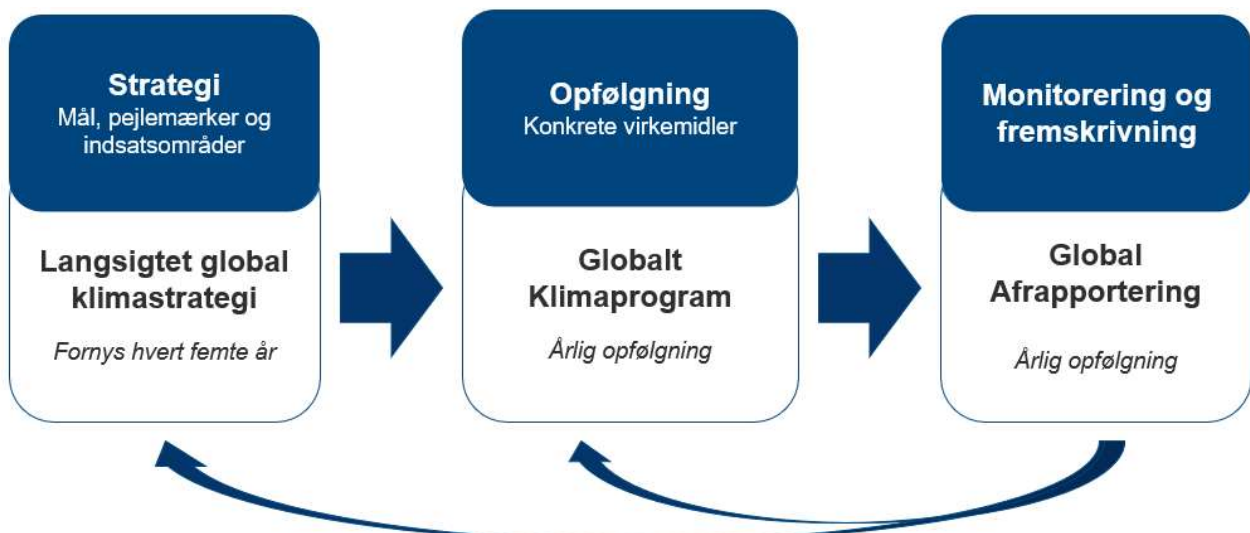 Strategi
Mål, pejlemærker og
indsatsområder
Langsigtet global
klimastrategi
Fornys hvert femte år
Opfølgning
Konkrete virkemidler
Globalt
Klimaprogram
Årlig opfølgning
Monitorering og
fremskrivning
Global
Afrapportering
Årlig opfølgning